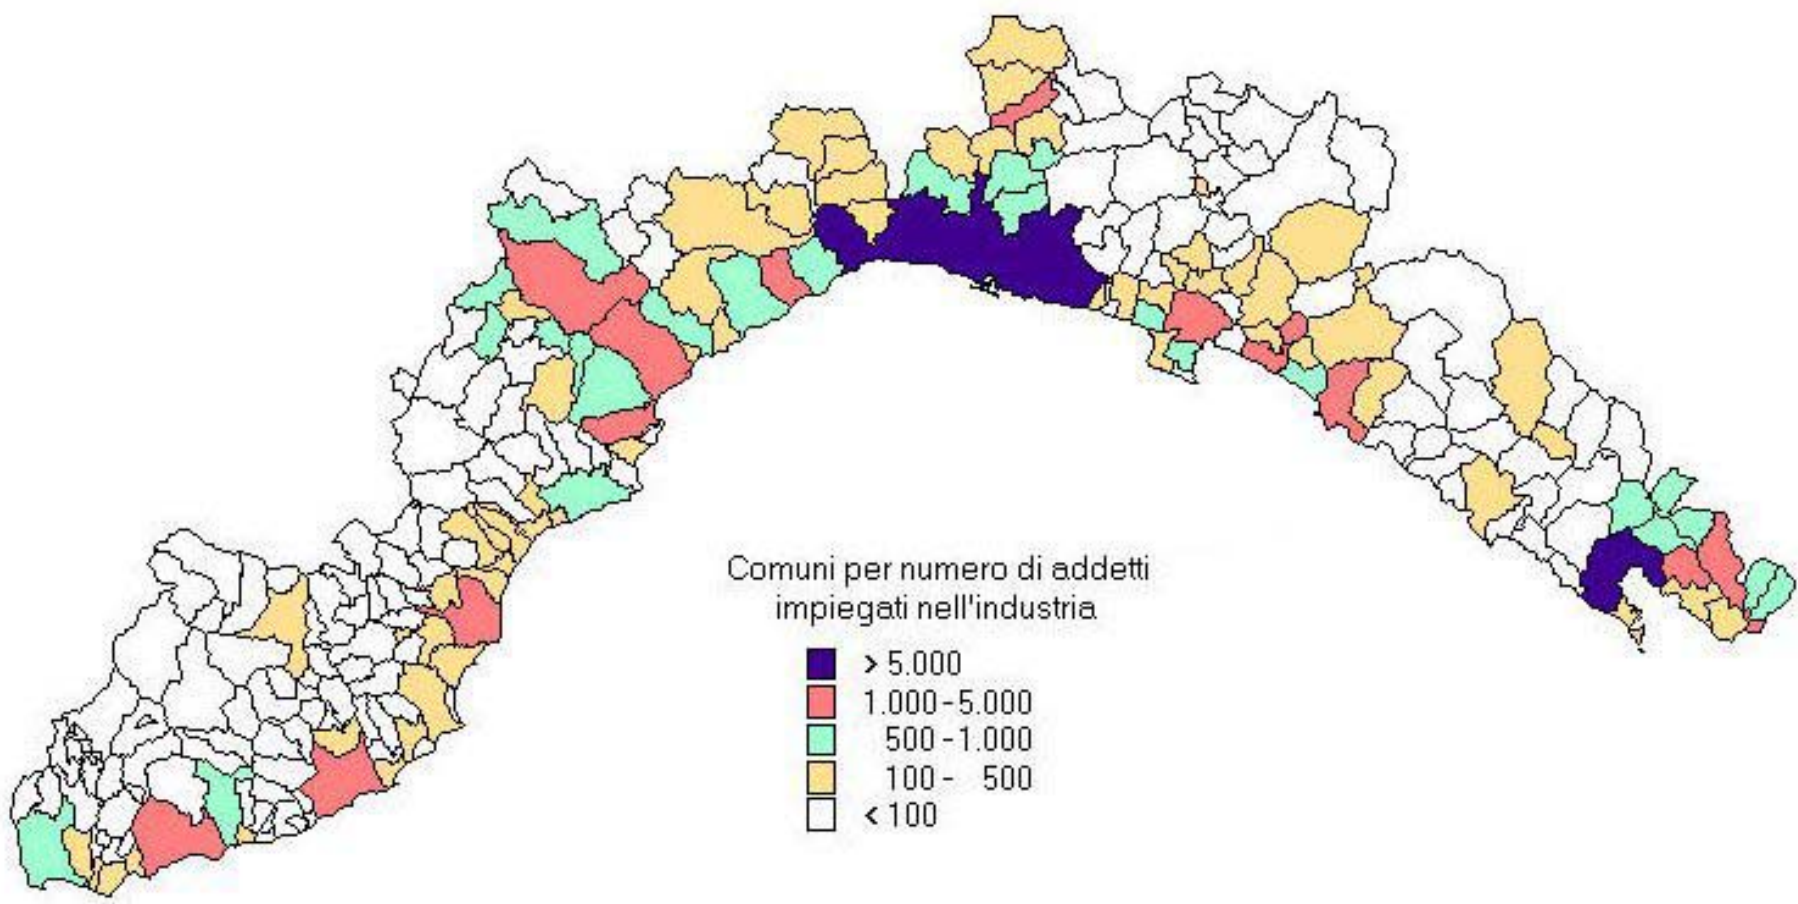 Comuni per numero di addetti
impiegati nell'industria
> 5.000
1.000 - 5.000
500 - 1.000
100 - 500
< 100